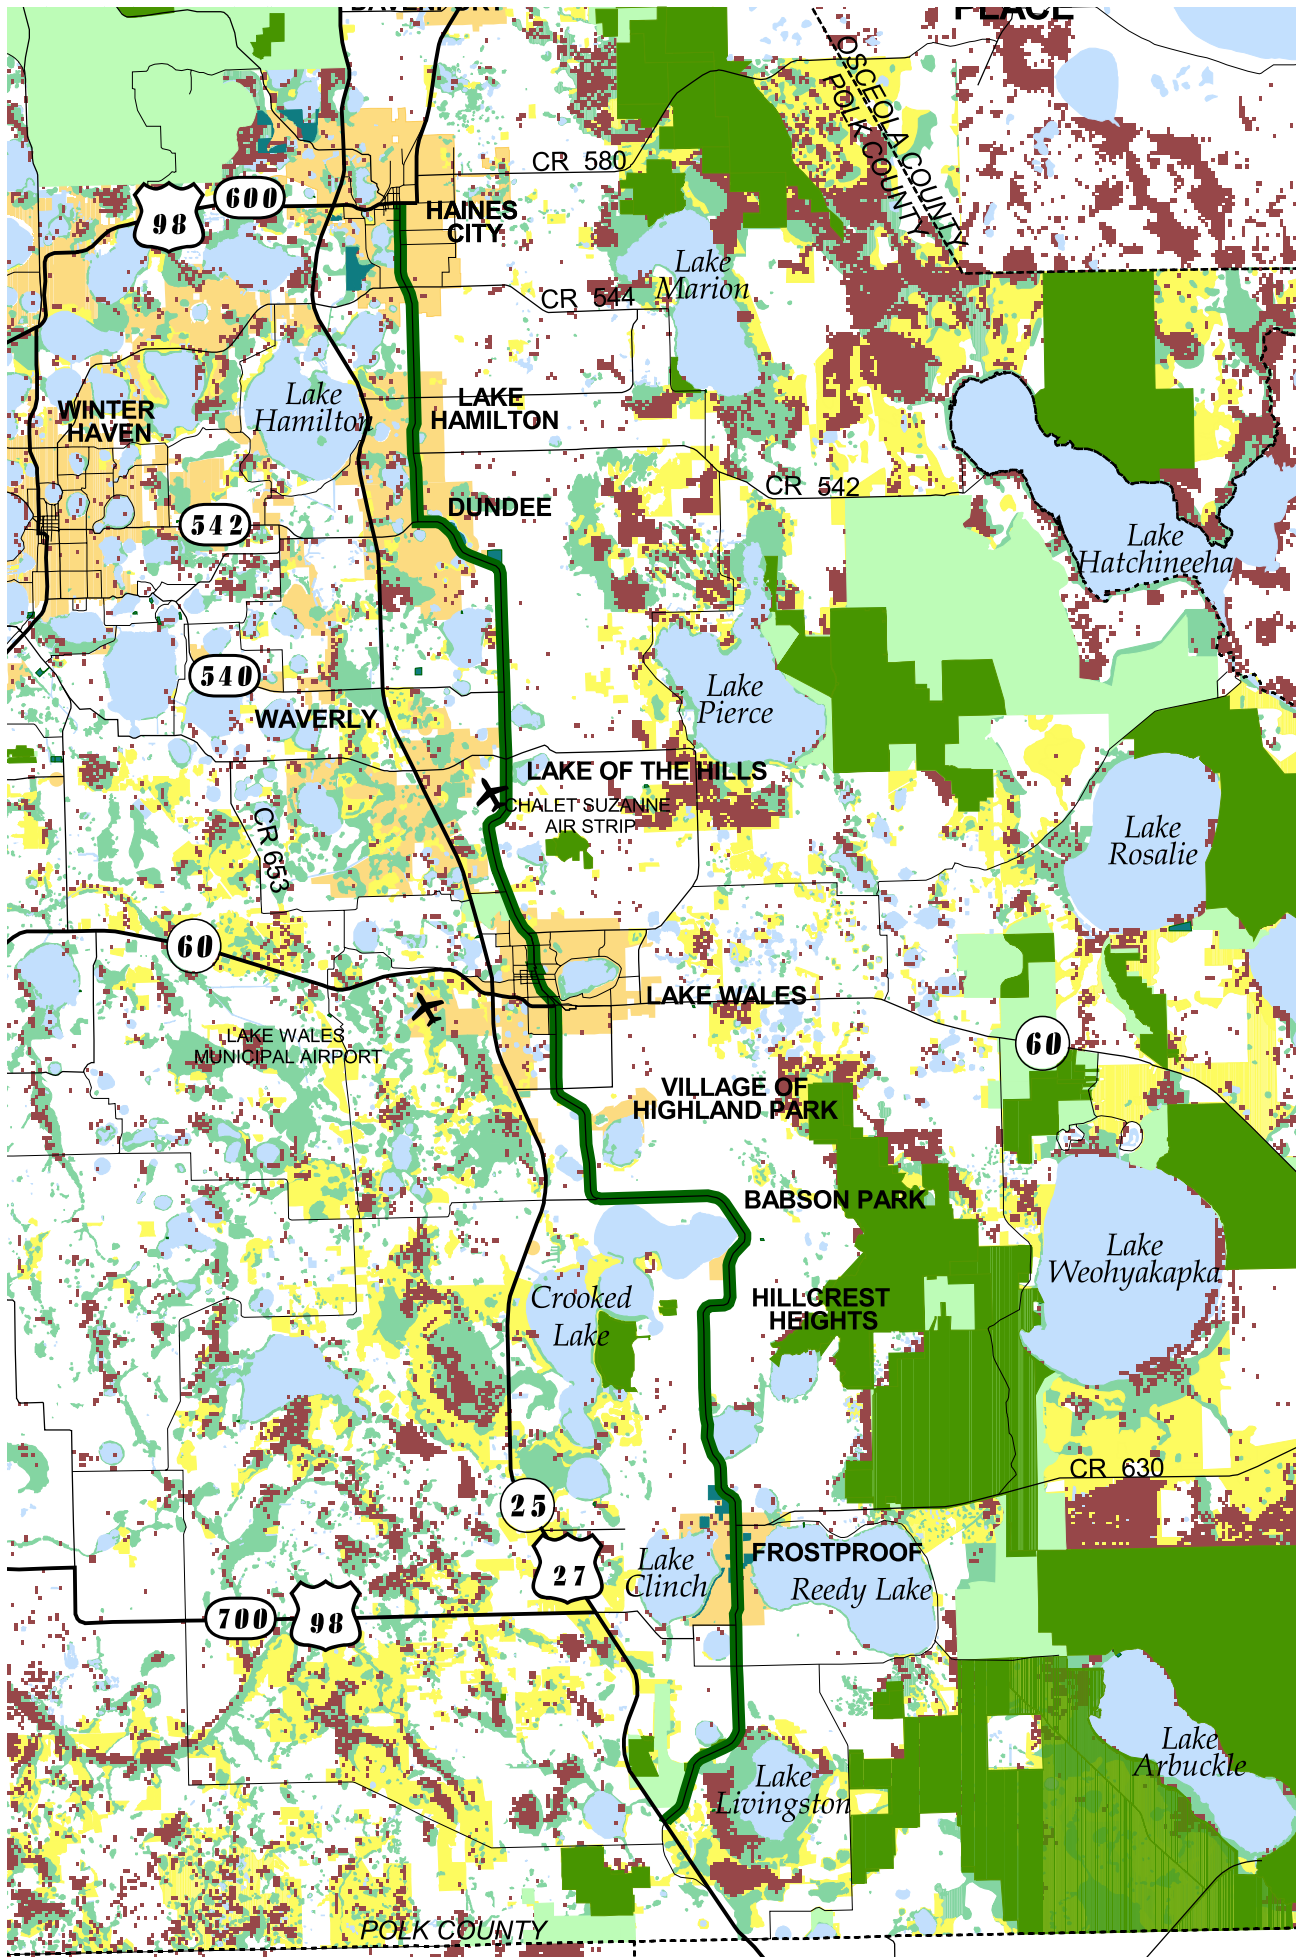 DAVENPORT
PLACE
OSCEOLA COUNTY
POLK COUNTY
CR 580
600
98
HAINES
CITY
Lake
Marion
CR 544
Lake
Hamilton
LAKE
HAMILTON
WINTER
HAVEN
CR 542
DUNDEE
542
Lake
Hatchineeha
540
Lake
Pierce
WAVERLY
LAKE OF THE HILLS
CHALET SUZANNE
AIR STRIP
CR 653
Lake
Rosalie
60
LAKE WALES
LAKE WALES
MUNICIPAL AIRPORT
60
VILLAGE OF
HIGHLAND PARK
BABSON PARK
Lake
Weohyakapka
Crooked
Lake
HILLCREST
HEIGHTS
CR 630
25
27
Lake
Clinch
FROSTPROOF
Reedy Lake
700
98
Lake
Arbuckle
Lake
Livingston
POLK COUNTY